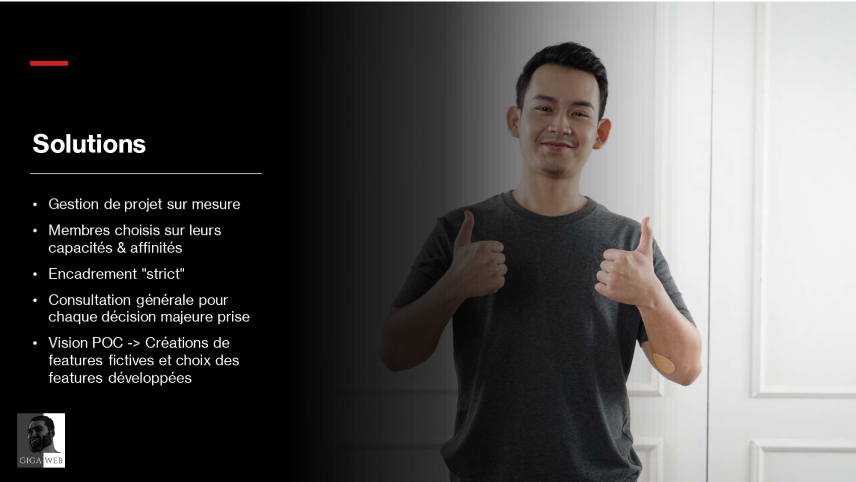 Solutions
• Gestion de projet sur mesure
• Membres choisis sur leurs
capacités & affinités
• Encadrement "strict"
• Consultation générale pour
chaque décision majeure prise
• Vision POC -> Créations de
features fictives et choix des
features développées
GIGA WEB